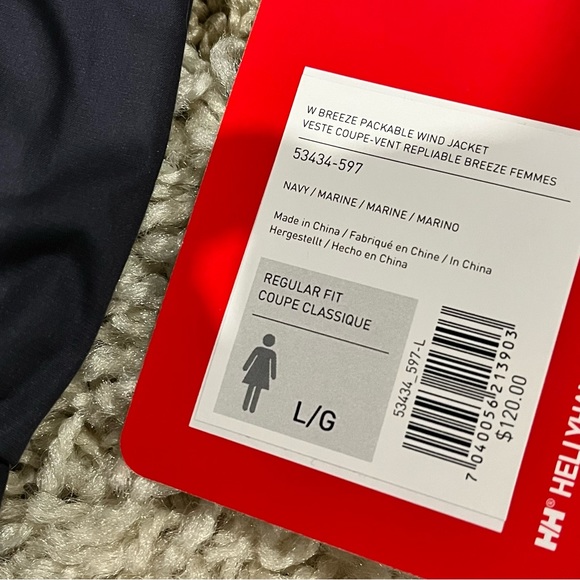 W BREEZE PACKABLE WIND JACKET
VESTE COUPE-VENT REPLIABLE BREEZE FEMMES
53434-597
NAVY / MARINE / MARINE / MARINO
Made in China / Fabriqué en Chine / In China
Hergestellt / Hecho en China
REGULAR FIT
COUPE CLASSIQUE
L/G
53434_597-L
7 040056 213903
$120.00
HH®